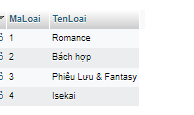 MaLoai TenLoai
1 Romance
2 Bách hợp
3 Phiêu Lưu & Fantasy
4 Isekai